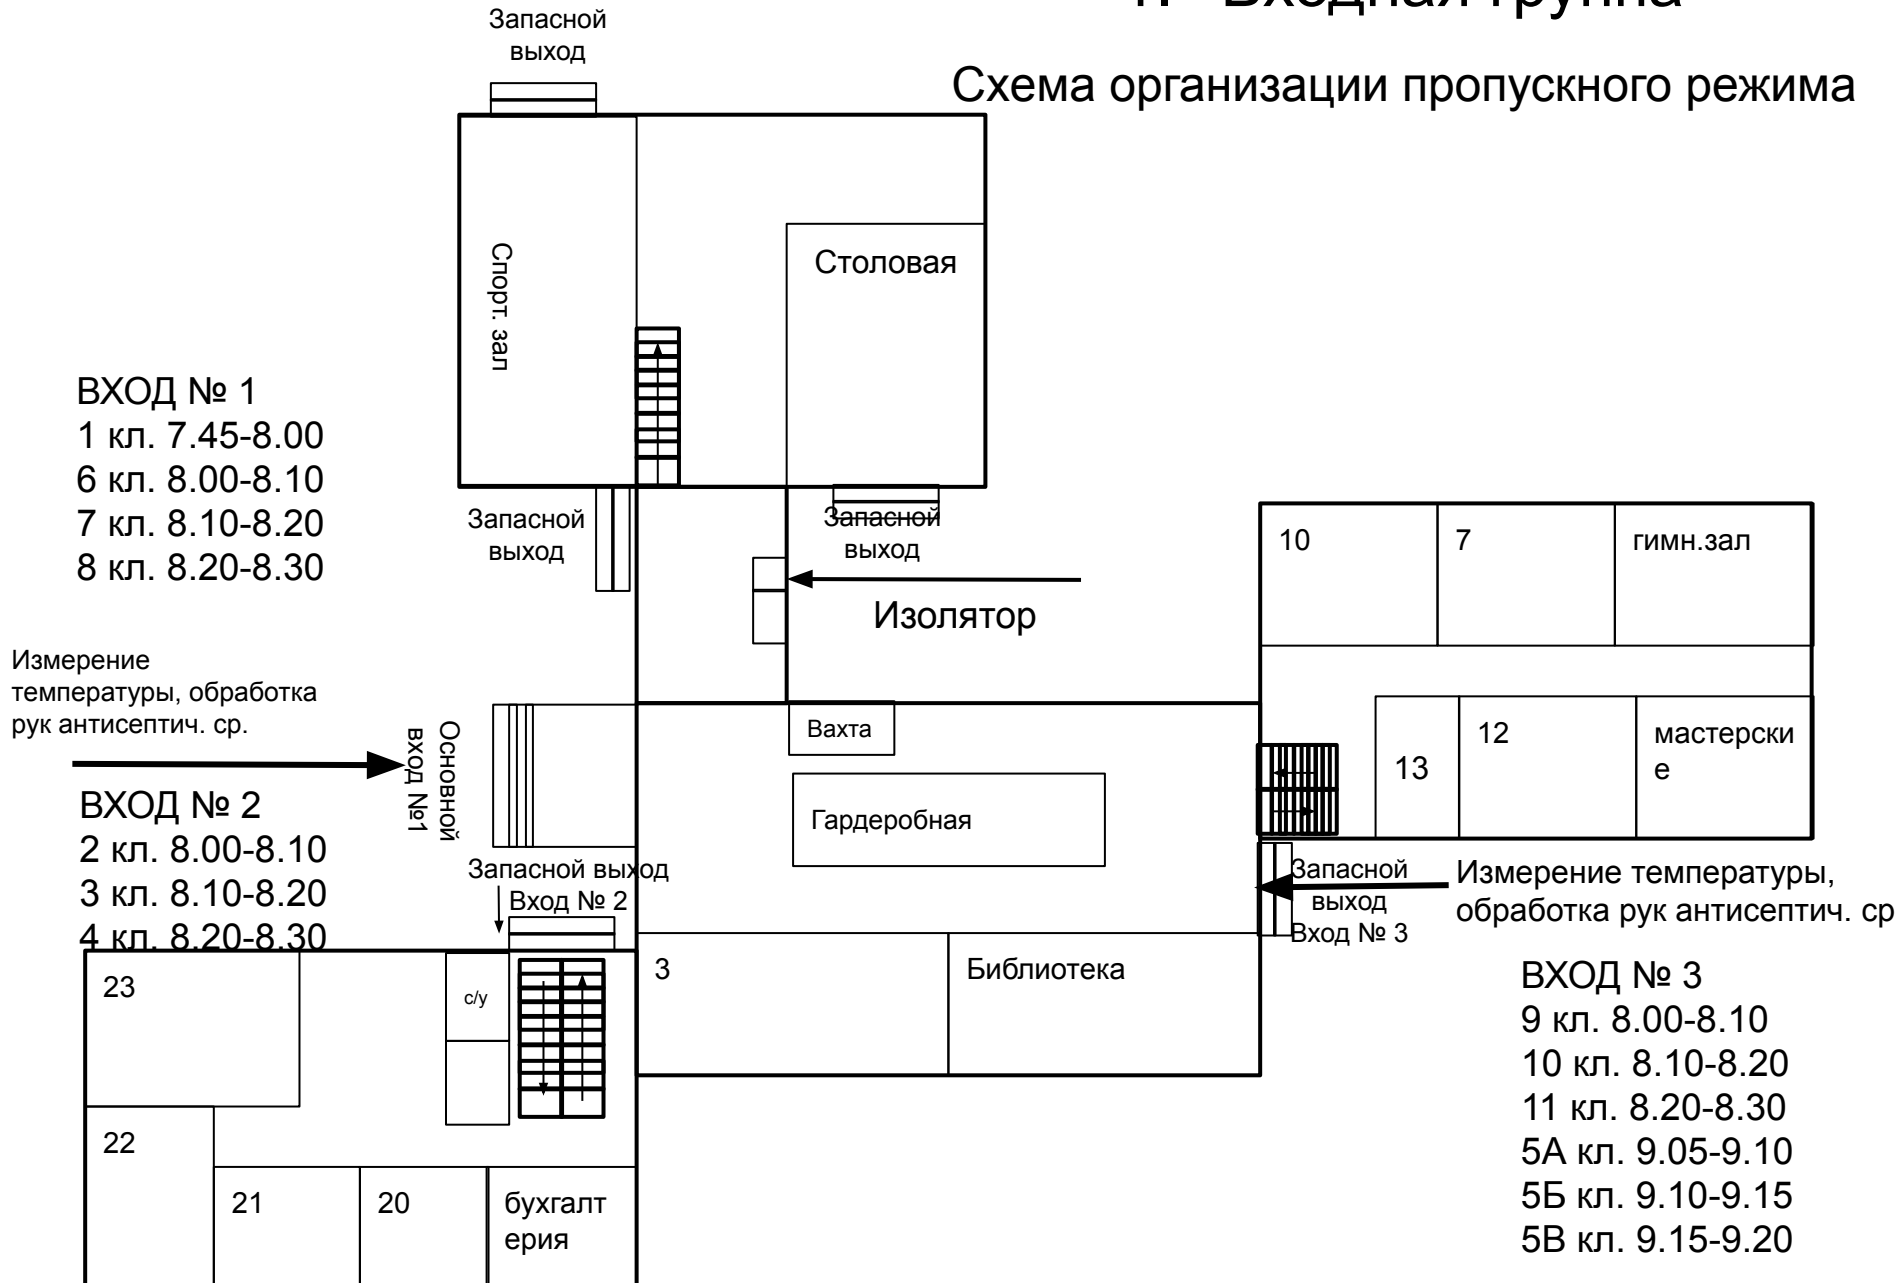 Входная группа
Схема организации пропускного режима
Запасной
выход
Спорт. зал
Столовая
ВХОД № 1
1 кл. 7.45-8.00
6 кл. 8.00-8.10
7 кл. 8.10-8.20
8 кл. 8.20-8.30
Запасной
выход
Запасной
выход
Изолятор
10
7
гимн.зал
Измерение
температуры, обработка
рук антисептич. ср.
Основной
вход №1
Вахта
Гардеробная
13
12
мастерски
е
ВХОД № 2
2 кл. 8.00-8.10
3 кл. 8.10-8.20
4 кл. 8.20-8.30
Запасной выход
Вход № 2
Запасной
выход
Вход № 3
Измерение температуры,
обработка рук антисептич. ср
23
с/у
3
Библиотека
22
21
20
бухгалт
ерия
ВХОД № 3
9 кл. 8.00-8.10
10 кл. 8.10-8.20
11 кл. 8.20-8.30
5А кл. 9.05-9.10
5Б кл. 9.10-9.15
5В кл. 9.15-9.20